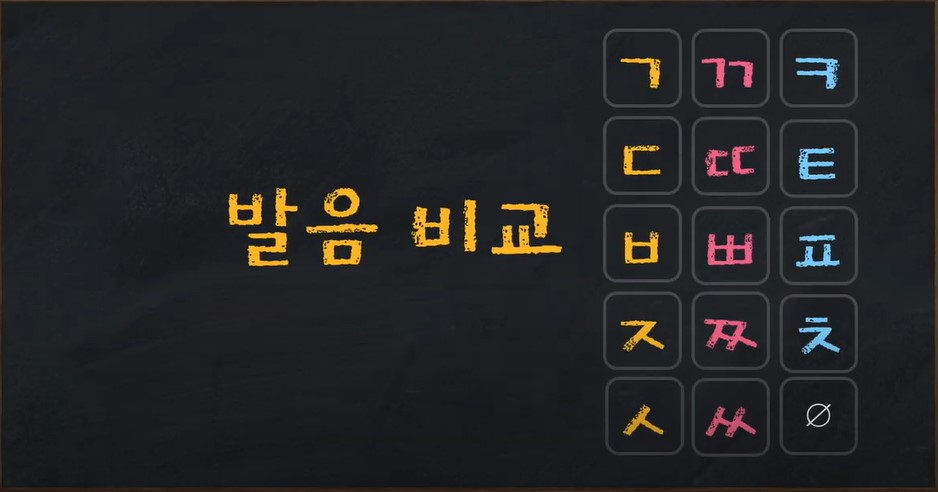 발음 비교
ㄱ ㄲ ㅋ
ㄷ ㄸ ㅌ
ㅂ ㅃ ㅍ
ㅈ ㅉ ㅊ
ㅅ ㅆ ∅